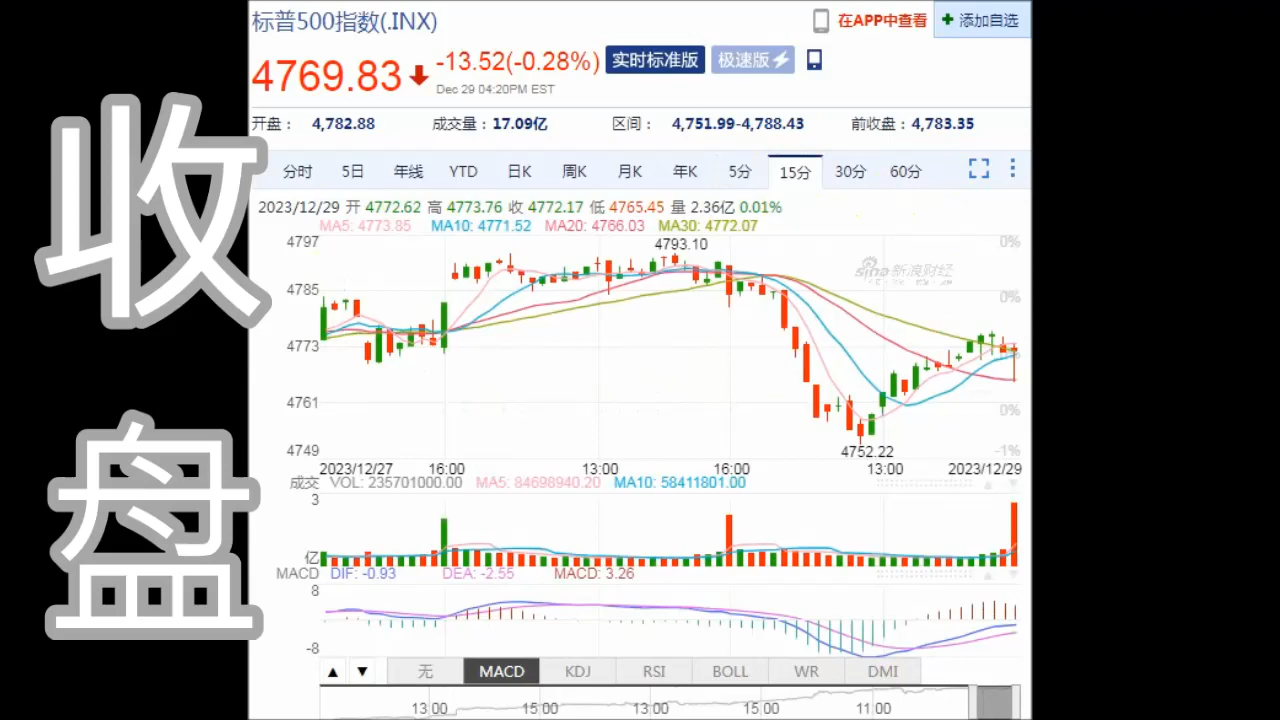 收盘
标普500指数(.INX)
在APP中查看
添加自选
4769.83 -13.52(-0.28%) 实时标准版 极速版
Dec 29 04:20PM EST
开盘： 4,782.88 成交量：17.09亿 区间： 4,751.99-4,788.43 前收盘：4,783.35
分时 5日 年线 YTD 日K 周K 月K 年K 5分 15分 30分 60分
2023/12/29 开 4772.62 高 4773.76 收 4772.17 低 4765.45 量 2.36亿 0.01%
MA5: 4773.85 MA10: 4771.52 MA20: 4766.03 MA30: 4772.07
4797 4793.10 0%
sina新浪财经
4785 0%
4773
4761 0%
4752.22
4749 -1%
2023/12/27 16:00 13:00 16:00 13:00 2023/12/29
成交 VOL: 235701000.00 MA5: 84698940.20 MA10: 58411801.00
3
亿
MACD DIF: -0.93 DEA: -2.55 MACD: 3.26
8
-8
▲ ▼ 无 MACD KDJ RSI BOLL WR DMI
13:00 15:00 13:00 15:00 11:00